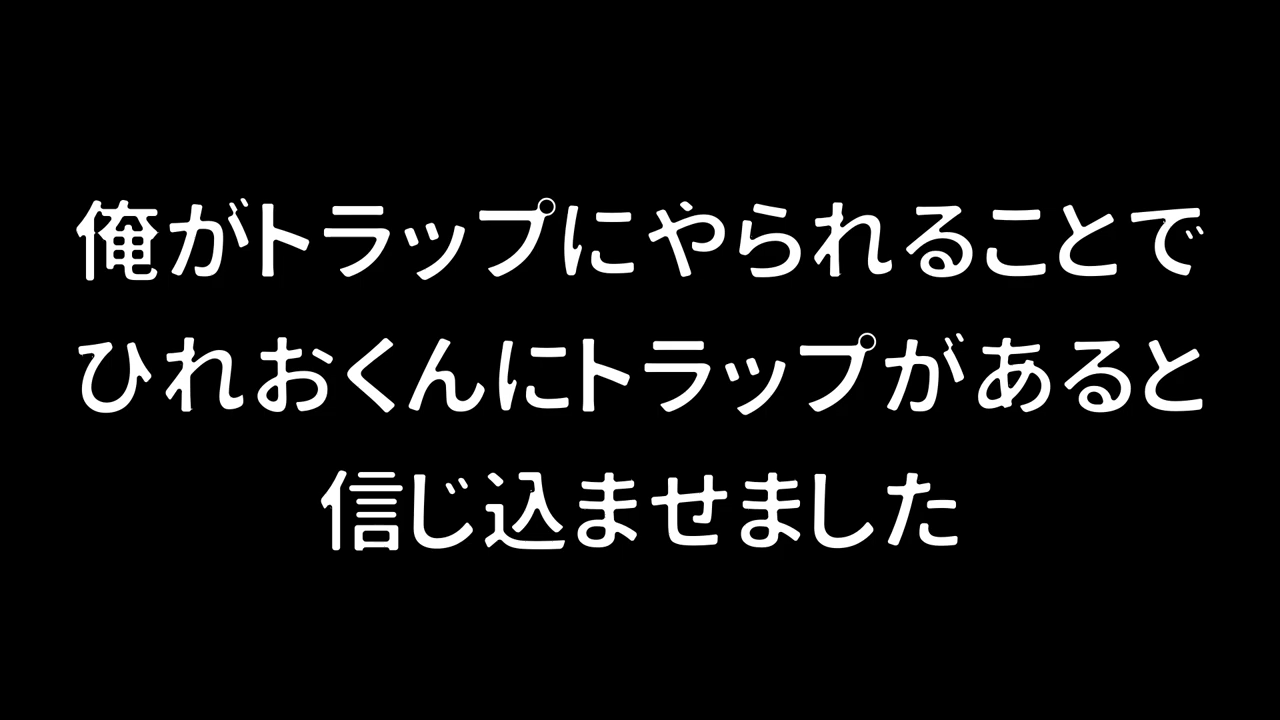 俺がトラップにやられることで
ひれおくんにトラップがあると
信じ込ませました